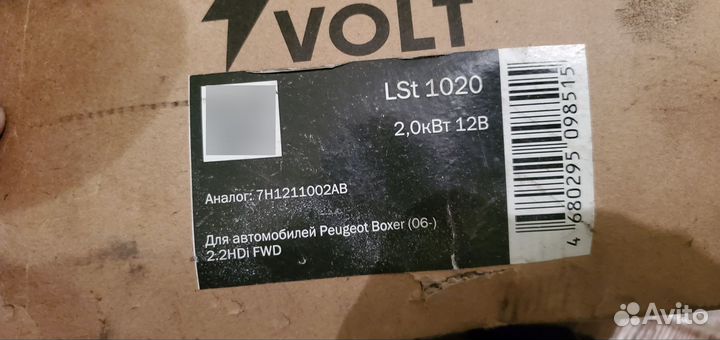 VOLT
LSt 1020
2,0кВт 12В
Аналог: 7H1211002AB
Для автомобилей Peugeot Boxer (06-)
2.2HDi FWD
4 680295 098515
Avito